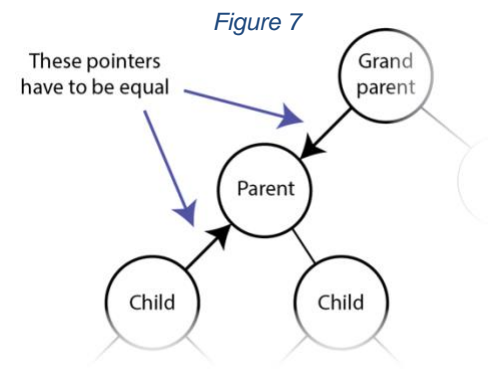 Figure 7
These pointers
have to be equal
Grand
parent
Parent
Child
Child